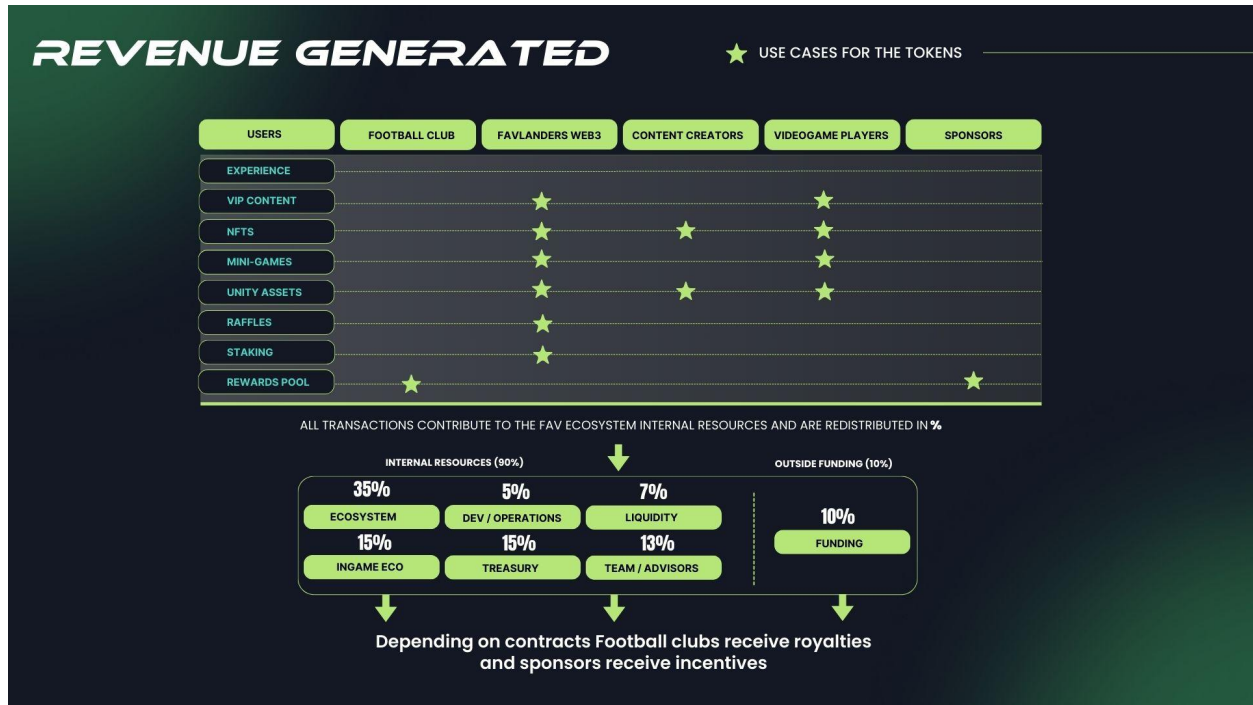 REVENUE GENERATED
USE CASES FOR THE TOKENS
USERS
FOOTBALL CLUB
FAVLANDERS WEB3
CONTENT CREATORS
VIDEOGAME PLAYERS
SPONSORS
EXPERIENCE
VIP CONTENT
NFTS
MINI-GAMES
UNITY ASSETS
RAFFLES
STAKING
REWARDS POOL
ALL TRANSACTIONS CONTRIBUTE TO THE FAV ECOSYSTEM INTERNAL RESOURCES AND ARE REDISTRIBUTED IN %
INTERNAL RESOURCES (90%)
OUTSIDE FUNDING (10%)
35%
ECOSYSTEM
5%
DEV / OPERATIONS
7%
LIQUIDITY
15%
INGAME ECO
15%
TREASURY
13%
TEAM / ADVISORS
10%
FUNDING
Depending on contracts Football clubs receive royalties
and sponsors receive incentives